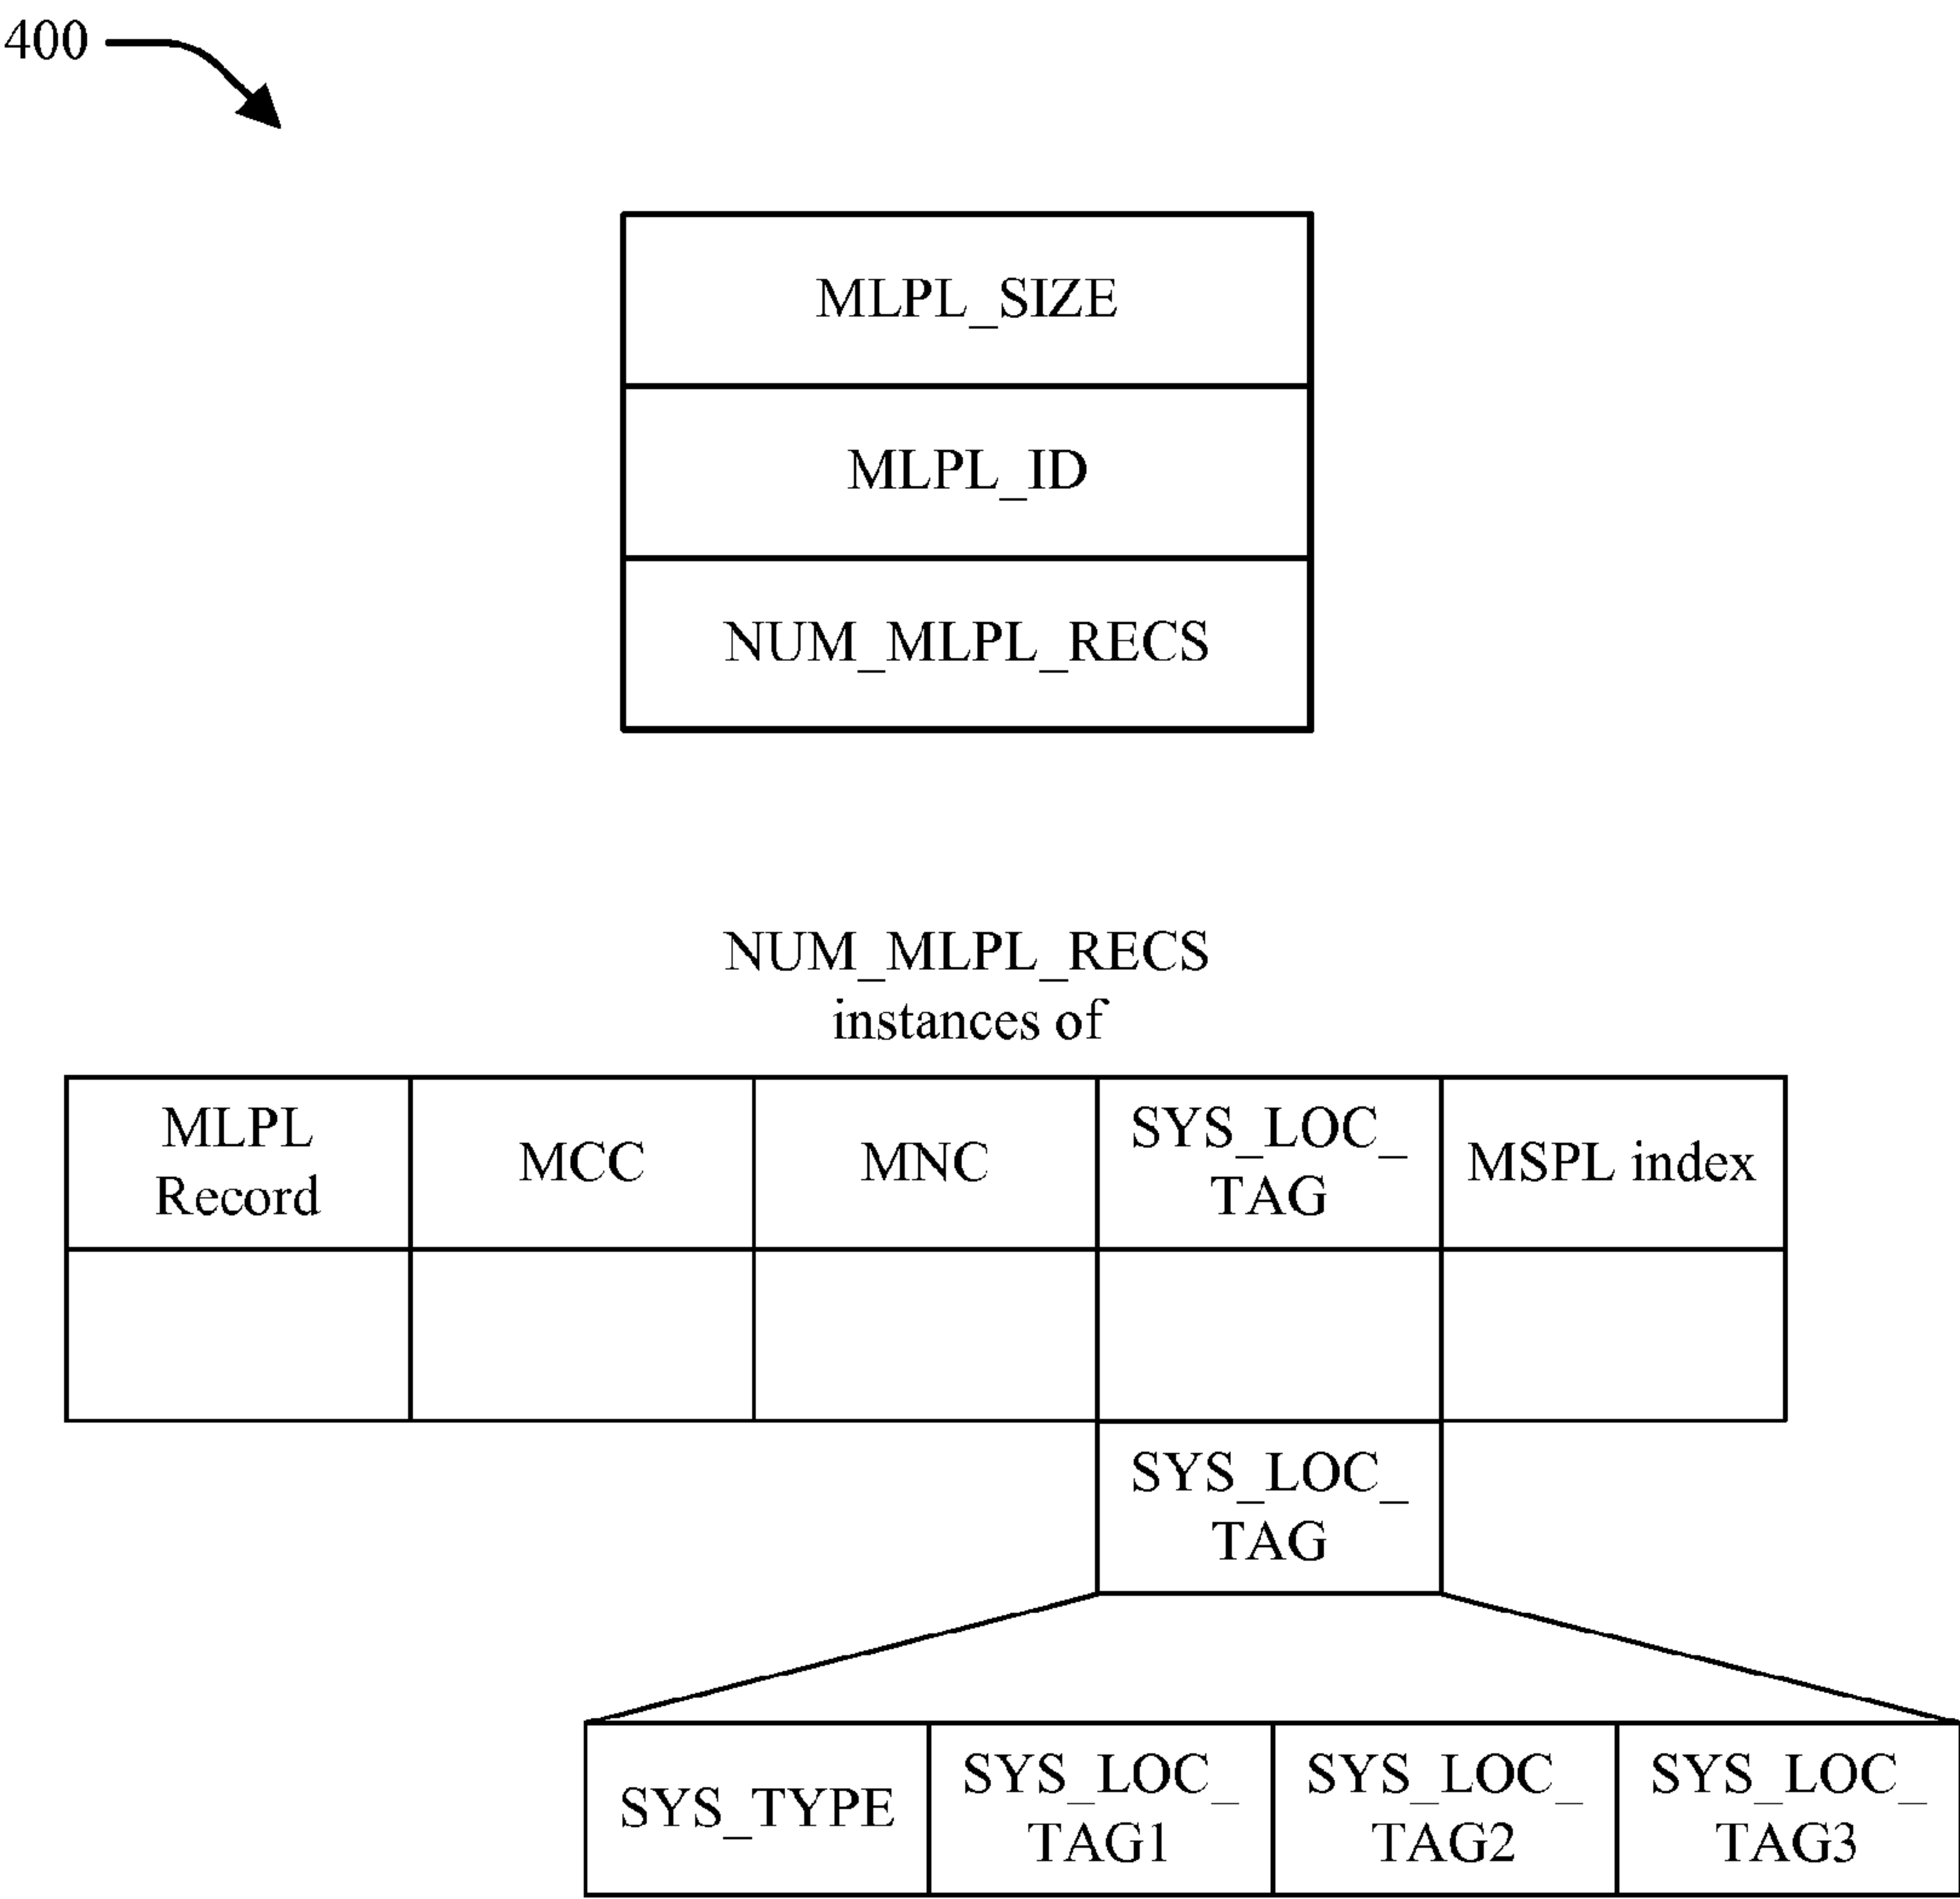 400
MLPL_SIZE
MLPL_ID
NUM_MLPL_RECS
NUM_MLPL_RECS
instances of
MLPL
Record
MCC
MNC
SYS_LOC_
TAG
MSPL index
SYS_LOC_
TAG
SYS_TYPE
SYS_LOC_
TAG1
SYS_LOC_
TAG2
SYS_LOC_
TAG3